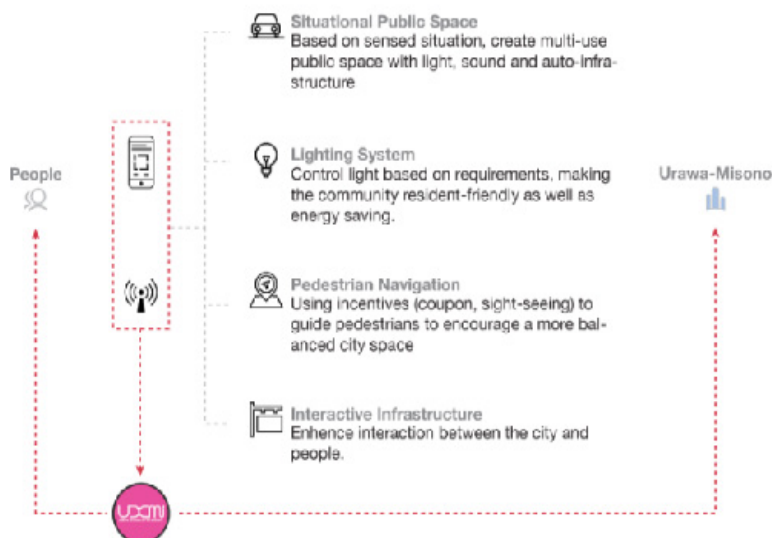 Situational Public Space
Based on sensed situation, create multi-use
public space with light, sound and auto-infra-
structure
Lighting System
Control light based on requirements, making
the community resident-friendly as well as
energy saving.
People
Urawa-Misono
Pedestrian Navigation
Using incentives (coupon, sight-seeing) to
guide pedestrians to encourage a more bal-
anced city space
Interactive Infrastructure
Enhence interaction between the city and
people.